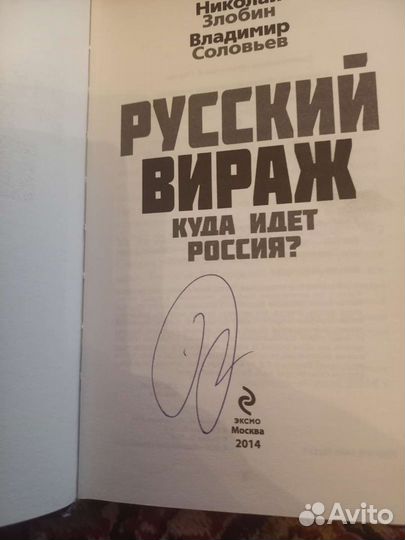 Николай
Злобин
Владимир
Соловьев
РУССКИЙ
ВИРАЖ
КУДА ИДЕТ
РОССИЯ?
ЭКСМО
Москва
2014
Avito